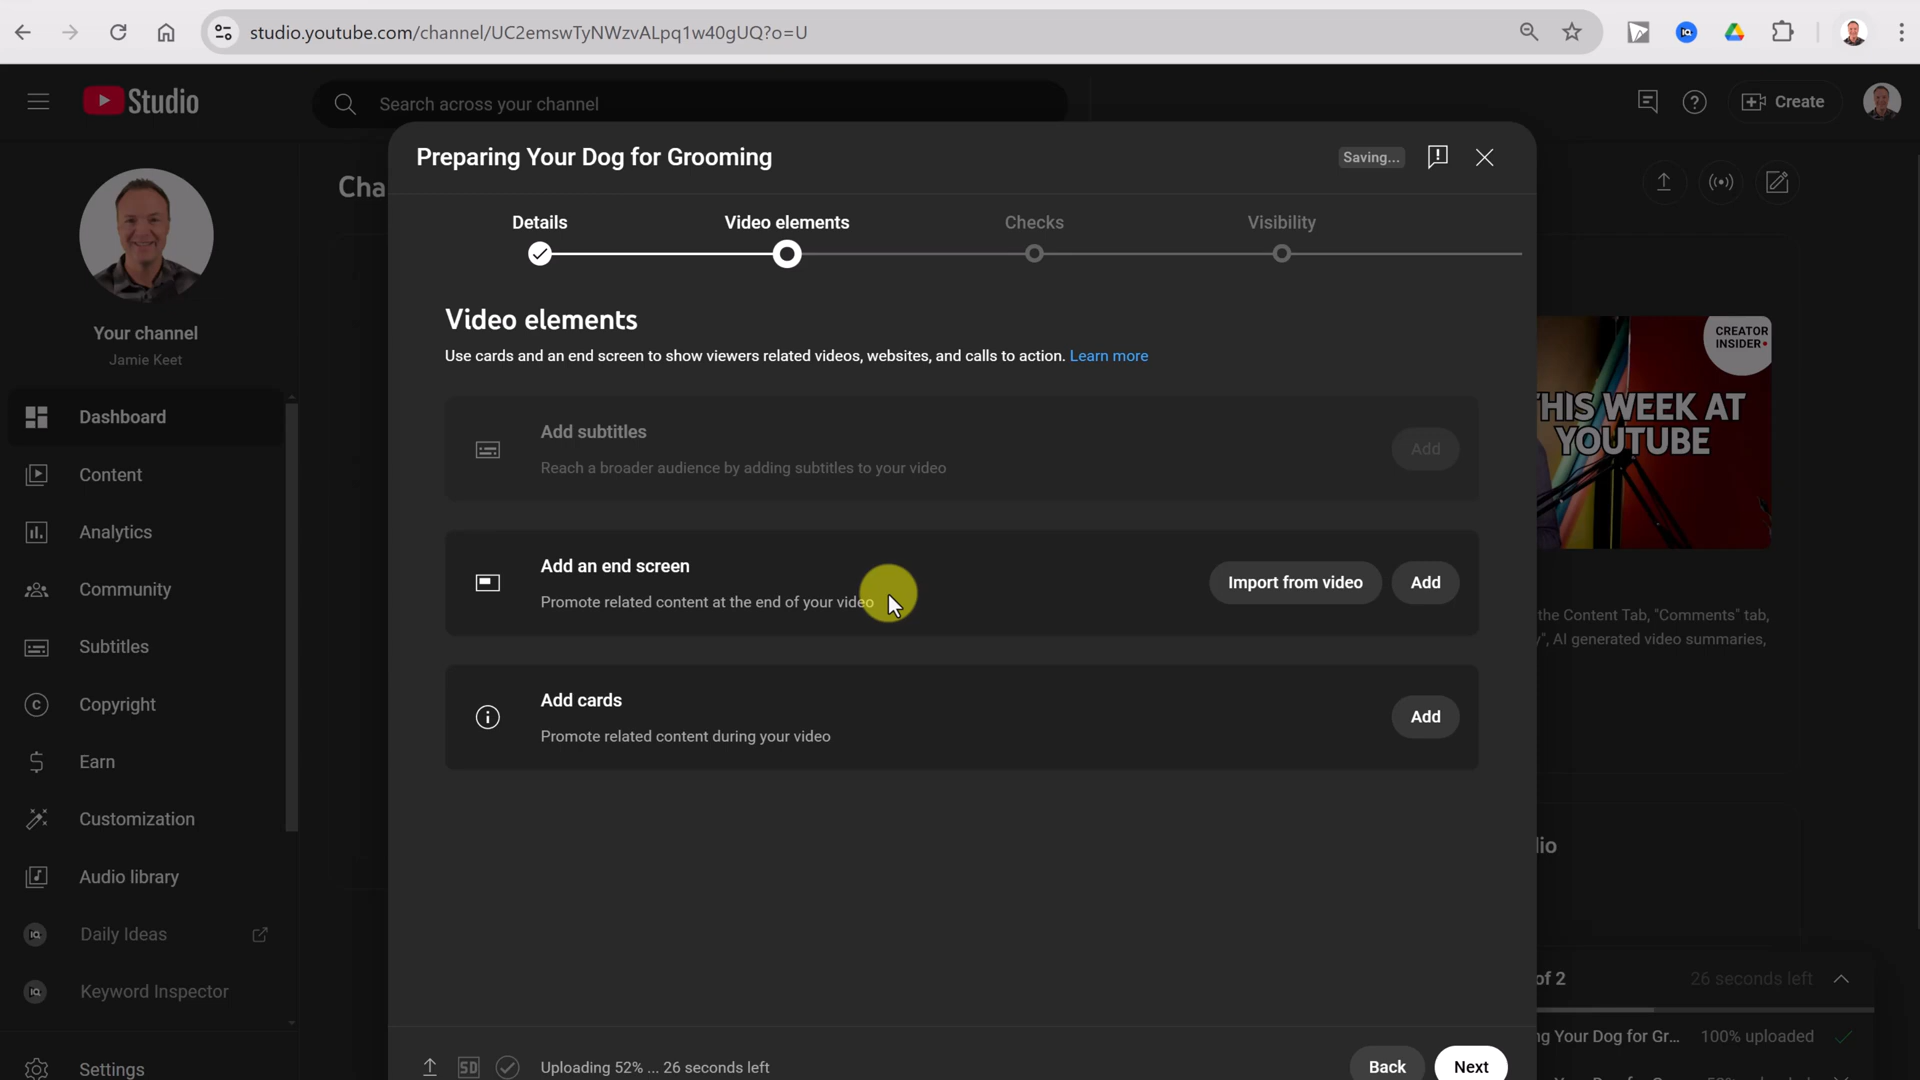 studio.youtube.com/channel/UC2emswTyNWzvALpq1w40gUQ?o=U
Studio
Search across your channel
Create
Cha
Preparing Your Dog for Grooming
Saving...
Details
Video elements
Checks
Visibility
Your channel
Jamie Keet
Dashboard
Content
Analytics
Community
Subtitles
Copyright
Earn
Customization
Audio library
Daily Ideas
Keyword Inspector
Settings
Video elements
Use cards and an end screen to show viewers related videos, websites, and calls to action. Learn more
Add subtitles
Reach a broader audience by adding subtitles to your video
Add
Add an end screen
Promote related content at the end of your video
Import from video
Add
Add cards
Promote related content during your video
Add
Uploading 52% ... 26 seconds left
Back
Next
CREATOR
INSIDER
THIS WEEK AT
YOUTUBE
the Content Tab, "Comments" tab,
", AI generated video summaries,
dio
of 2
26 seconds left
ng Your Dog for Gr...
100% uploaded